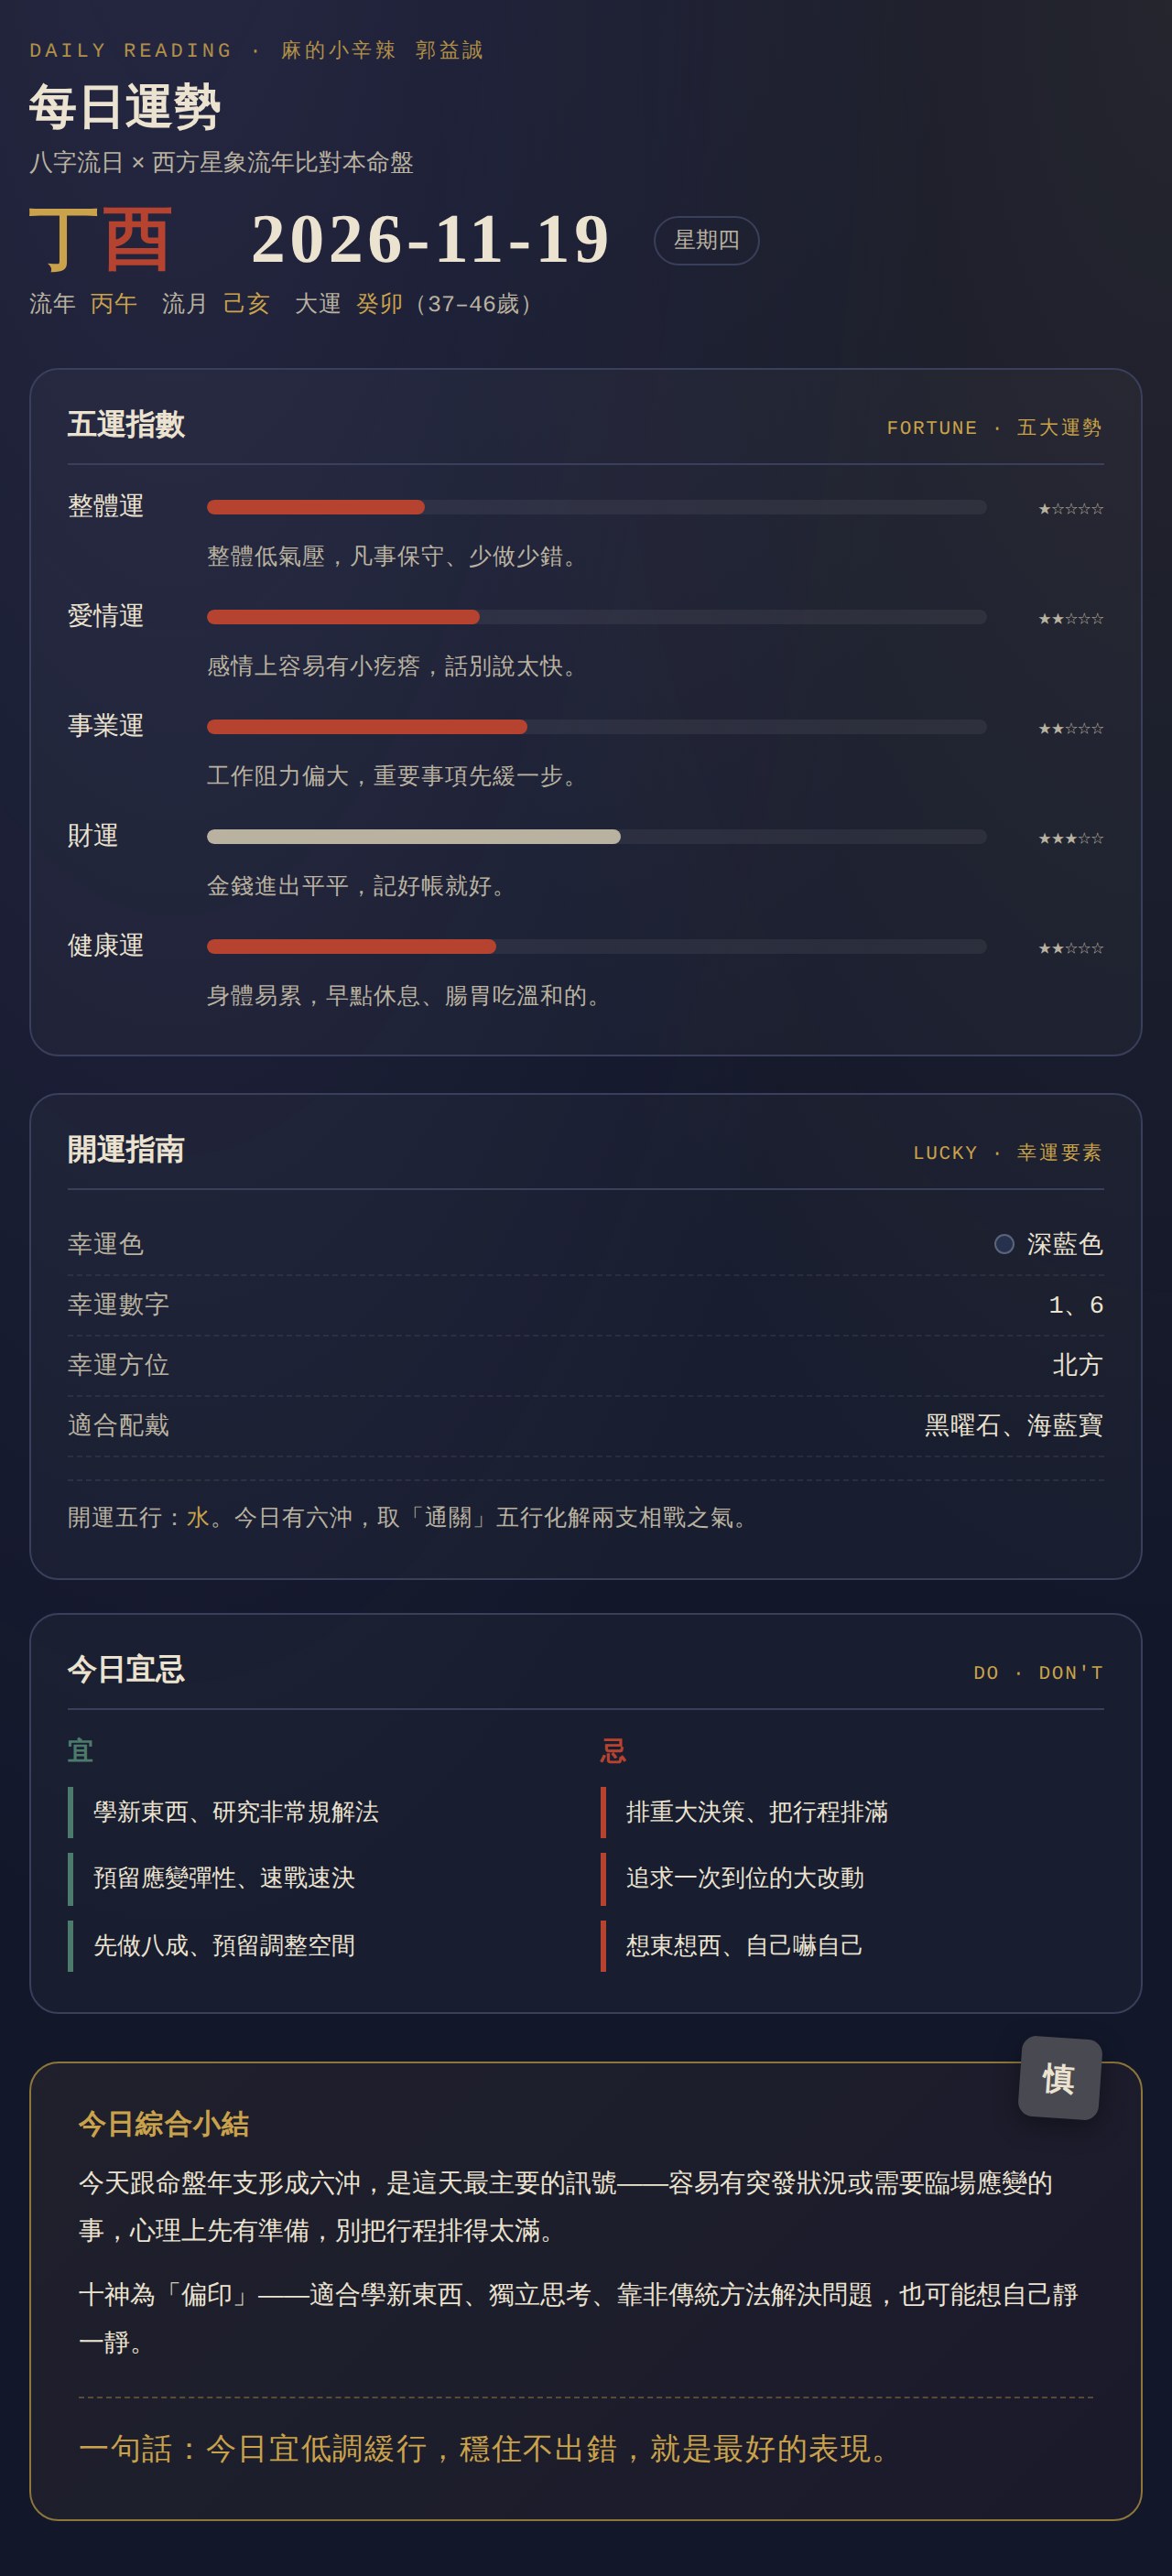 DAILY READING · 麻的小辛辣 郭益誠
每日運勢
八字流日 × 西方星象流年比對本命盤
丁酉 2026-11-19 星期四
流年 丙午 流月 己亥 大運 癸卯（37–46歲）
五運指數 FORTUNE · 五大運勢
整體運 ★☆☆☆☆
整體低氣壓，凡事保守、少做少錯。
愛情運 ★★☆☆☆
感情上容易有小疙瘩，話別說太快。
事業運 ★★☆☆☆
工作阻力偏大，重要事項先緩一步。
財運 ★★★☆☆
金錢進出平平，記好帳就好。
健康運 ★★☆☆☆
身體易累，早點休息、腸胃吃溫和的。
開運指南 LUCKY · 幸運要素
幸運色 深藍色
幸運數字 1、6
幸運方位 北方
適合配戴 黑曜石、海藍寶
開運五行：水。今日有六沖，取「通關」五行化解兩支相戰之氣。
今日宜忌 DO · DON'T
宜 忌
學新東西、研究非常規解法 排重大決策、把行程排滿
預留應變彈性、速戰速決 追求一次到位的大改動
先做八成、預留調整空間 想東想西、自己嚇自己
慎
今日綜合小結
今天跟命盤年支形成六沖，是這天最主要的訊號——容易有突發狀況或需要臨場應變的
事，心理上先有準備，別把行程排得太滿。
十神為「偏印」——適合學新東西、獨立思考、靠非傳統方法解決問題，也可能想自己靜
一靜。
一句話：今日宜低調緩行，穩住不出錯，就是最好的表現。